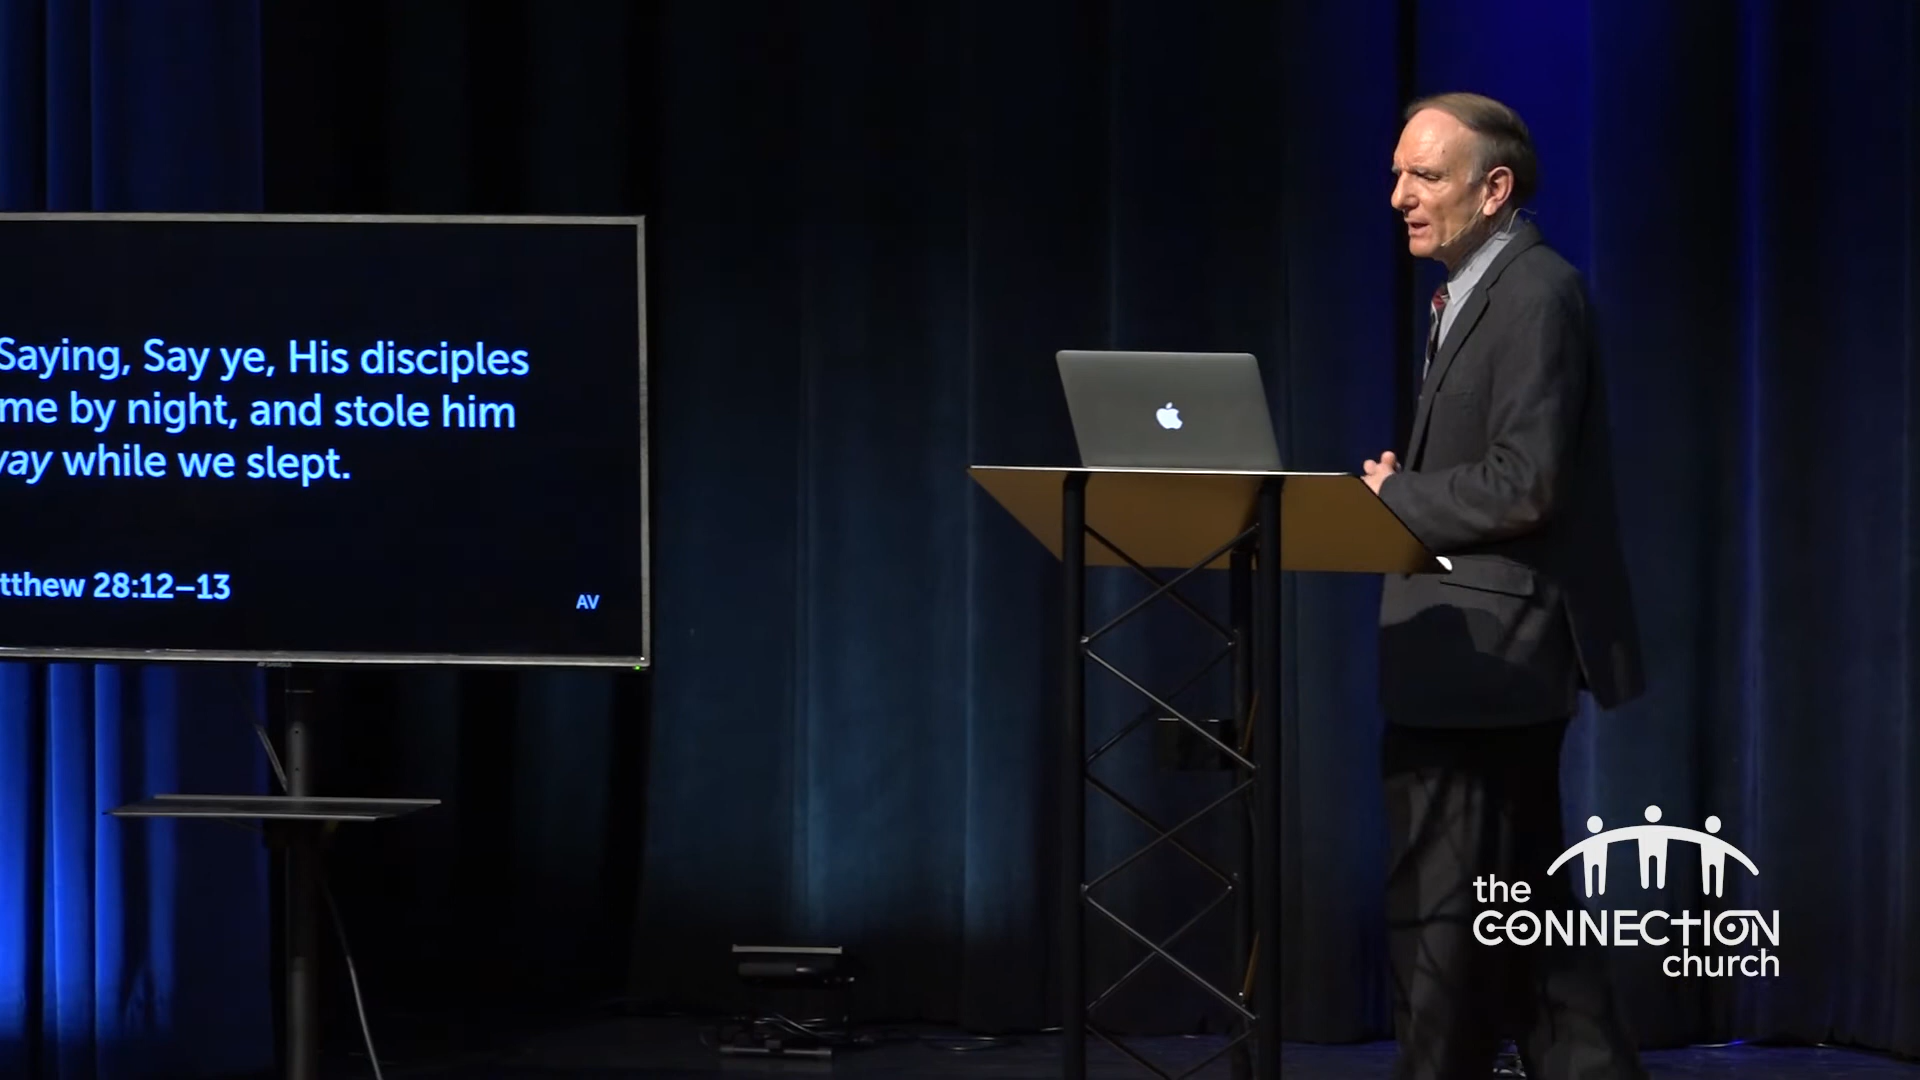 Saying, Say ye, His disciples
me by night, and stole him
while we slept.
tthew 28:12–13
AV
the
CONNECTION
church